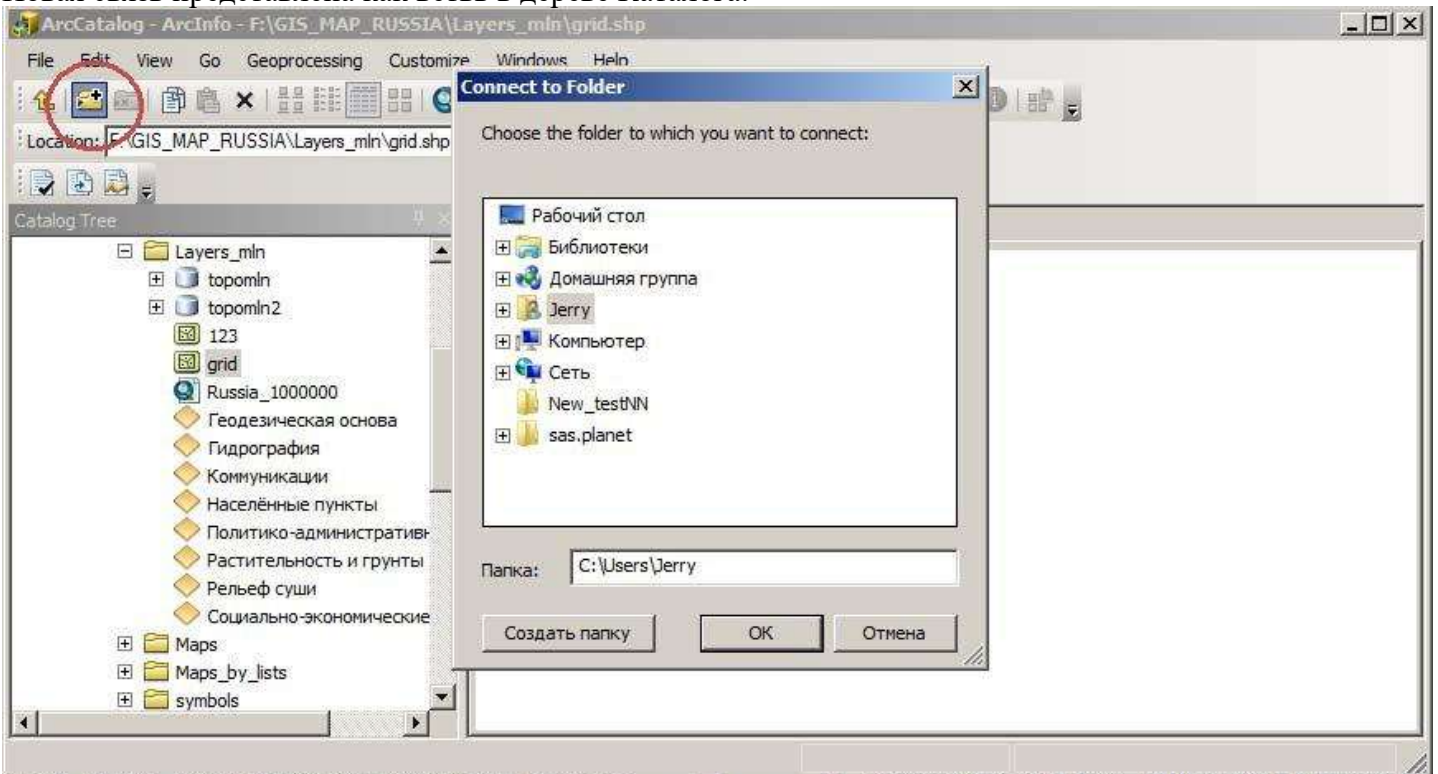 ArcCatalog - ArcInfo - F:\GIS_MAP_RUSSIA\Layers_mln\grid.shp
File Edit View Go Geoprocessing Customize Windows Help
Location: F:\GIS_MAP_RUSSIA\Layers_mln\grid.shp
Catalog Tree
Layers_mln
topomln
topomln2
123
grid
Russia_1000000
Геодезическая основа
Гидрография
Коммуникации
Населённые пункты
Политико-административн
Растительность и грунты
Рельеф суши
Социально-экономические
Maps
Maps_by_lists
symbols
Connect to Folder
Choose the folder to which you want to connect:
Рабочий стол
Библиотеки
Домашняя группа
Jerry
Компьютер
Сеть
New_testNN
sas.planet
Папка: C:\Users\Jerry
Создать папку OK Отмена